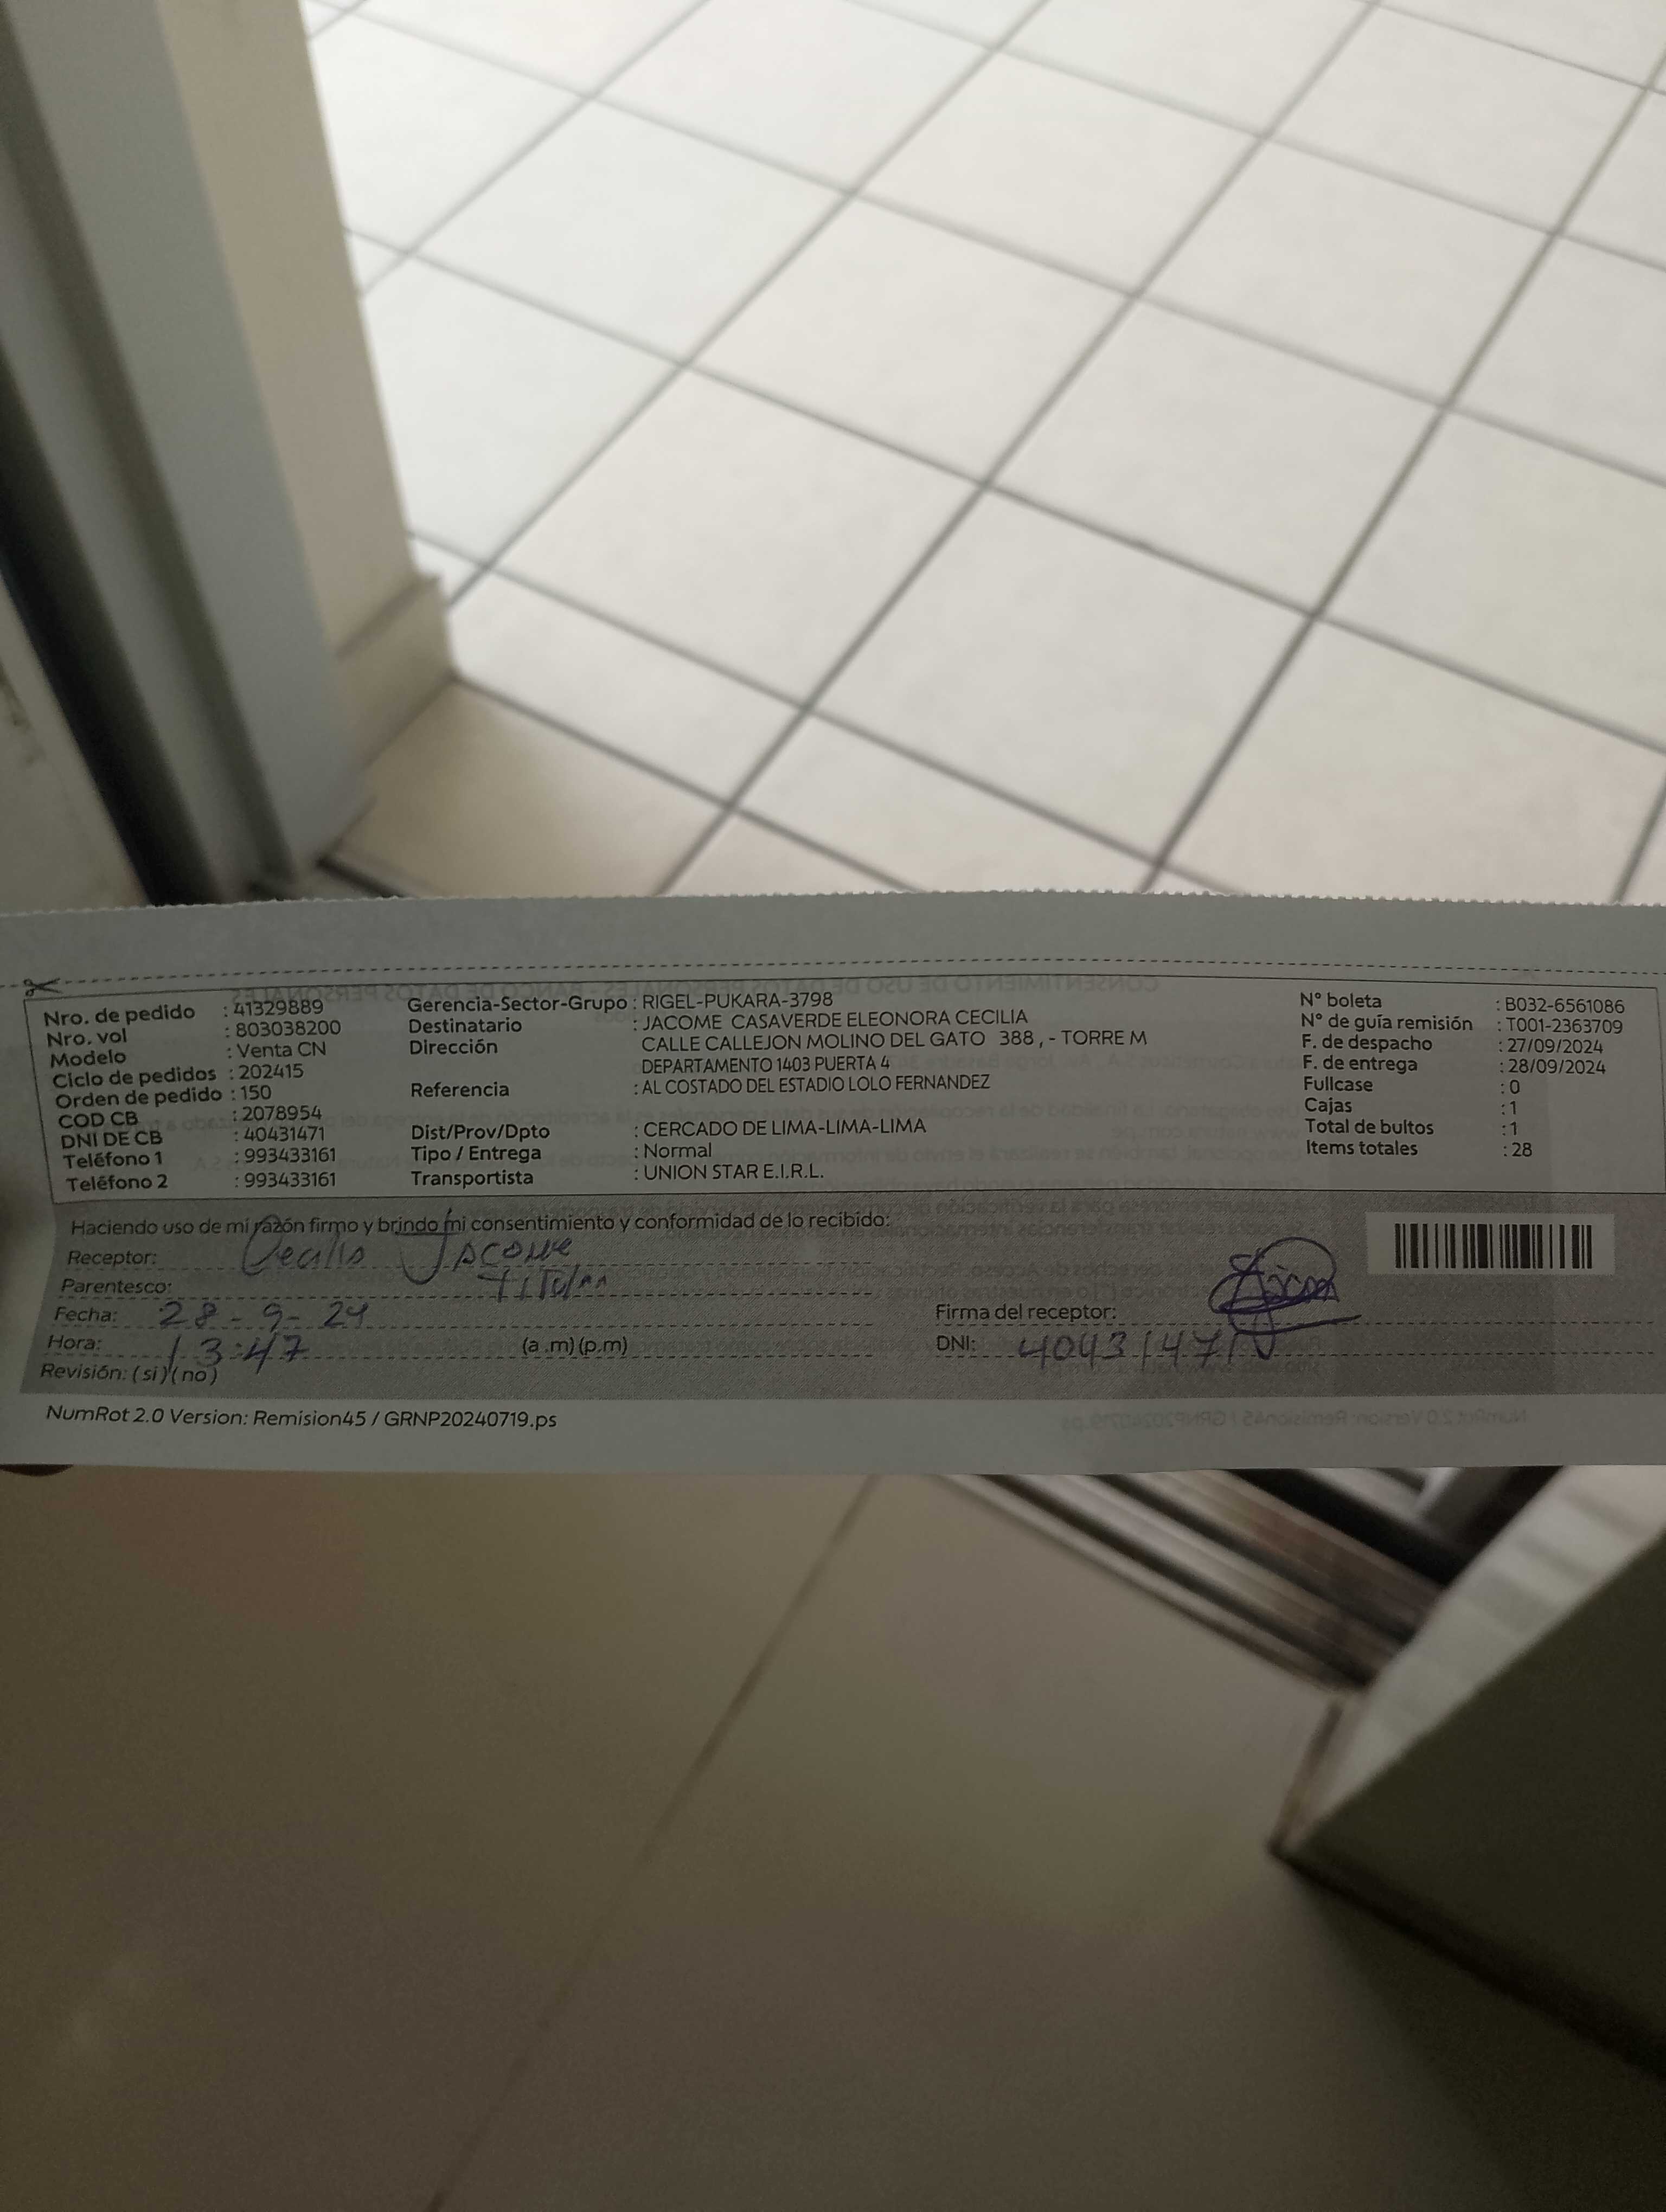 Nro. de pedido : 41329889
Nro. vol : 803038200
Modelo : Venta CN
Ciclo de pedidos : 202415
Orden de pedido : 150
COD CB : 2078954
DNI DE CB : 40431471
Teléfono 1 : 993433161
Teléfono 2 : 993433161
Gerencia-Sector-Grupo : RIGEL-PUKARA-3798
Destinatario : JACOME CASAVERDE ELEONORA CECILIA
Dirección CALLE CALLEJON MOLINO DEL GATO 388 , - TORRE M
DEPARTAMENTO 1403 PUERTA 4
Referencia : AL COSTADO DEL ESTADIO LOLO FERNANDEZ
Dist/Prov/Dpto : CERCADO DE LIMA-LIMA-LIMA
Tipo / Entrega : Normal
Transportista : UNION STAR E.I.R.L.
N° boleta : B032-6561086
N° de guía remisión : T001-2363709
F. de despacho : 27/09/2024
F. de entrega : 28/09/2024
Fullcase : 0
Cajas : 1
Total de bultos : 1
Items totales : 28
Haciendo uso de mi razón firmo y brindo mi consentimiento y conformidad de lo recibido:
Receptor: Cecilia Jacome
Parentesco: Titular
Fecha: 28-9-24
Hora: 13:47 (a .m) (p.m)
Revisión: ( si )( no )
Firma del receptor:
DNI: 40431471
NumRot 2.0 Version: Remision45 / GRNP20240719.ps